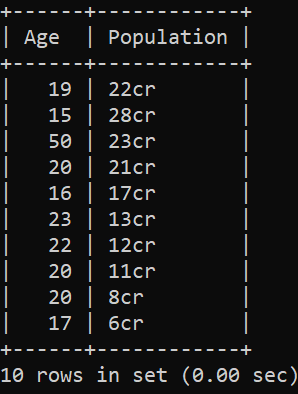 +------+------------+
| Age  | Population |
+------+------------+
|   19 | 22cr       |
|   15 | 28cr       |
|   50 | 23cr       |
|   20 | 21cr       |
|   16 | 17cr       |
|   23 | 13cr       |
|   22 | 12cr       |
|   20 | 11cr       |
|   20 | 8cr        |
|   17 | 6cr        |
+------+------------+
10 rows in set (0.00 sec)